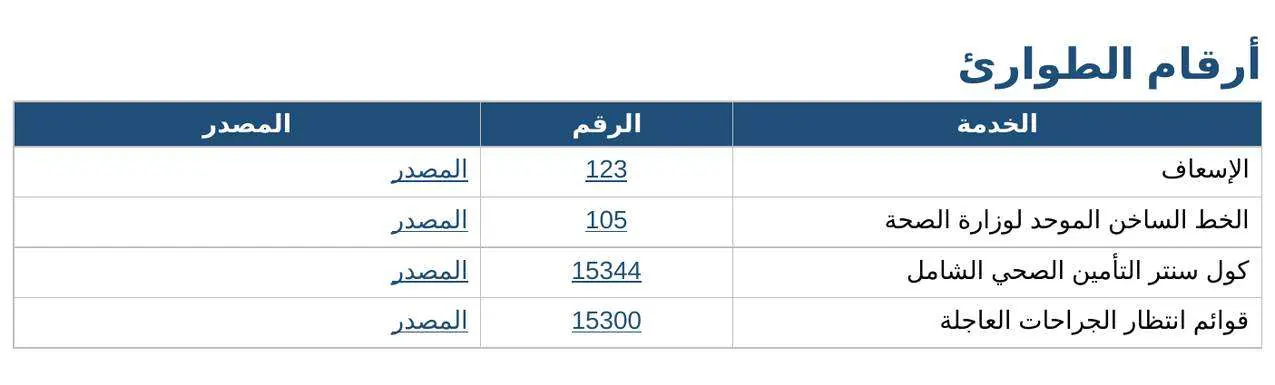 أرقام الطوارئ
الخدمة الرقم المصدر
الإسعاف 123 المصدر
الخط الساخن الموحد لوزارة الصحة 105 المصدر
كول سنتر التأمين الصحي الشامل 15344 المصدر
قوائم انتظار الجراحات العاجلة 15300 المصدر